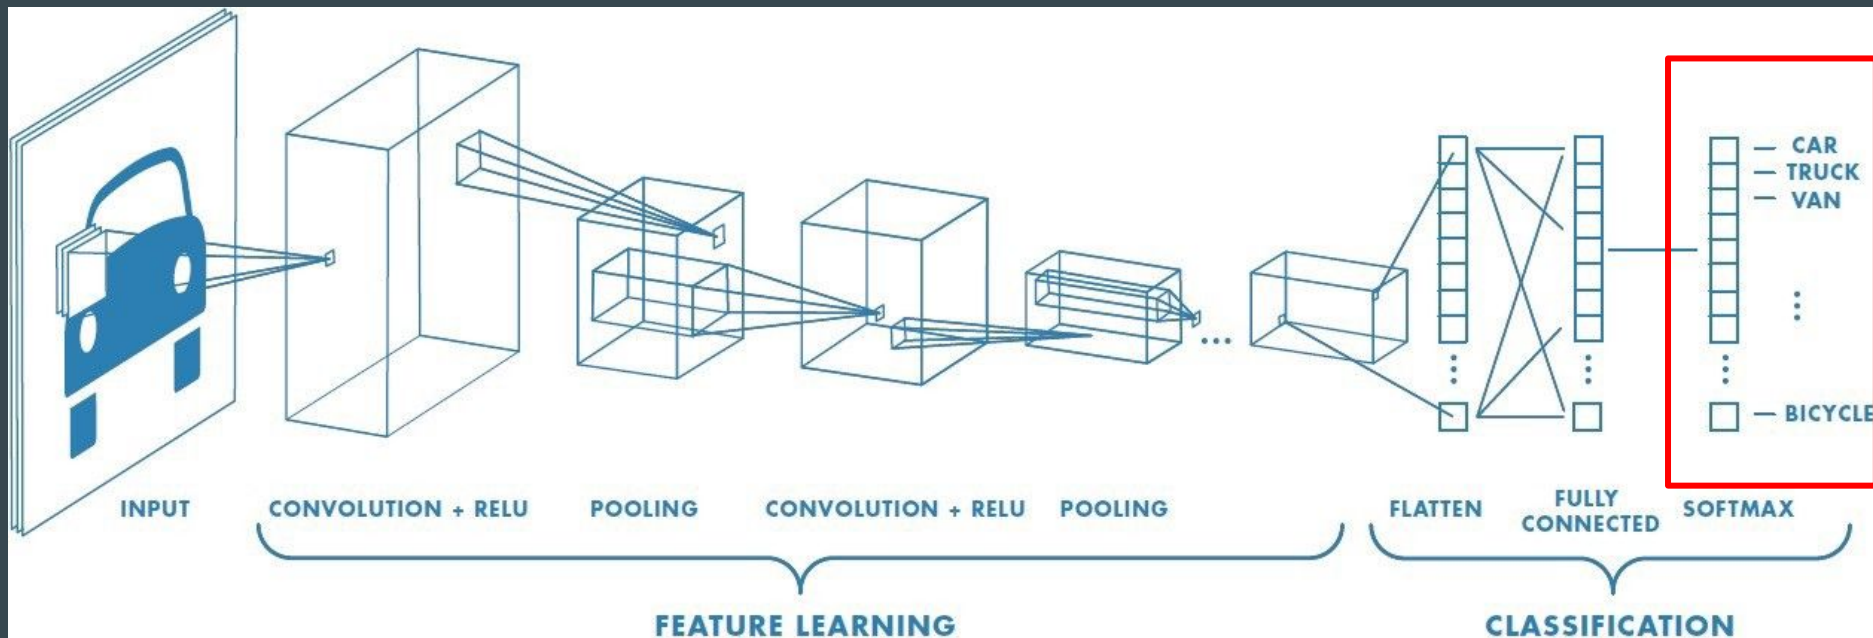 CAR
TRUCK
VAN
BICYCLE
INPUT
CONVOLUTION + RELU
POOLING
CONVOLUTION + RELU
POOLING
FLATTEN
FULLY
CONNECTED
SOFTMAX
FEATURE LEARNING
CLASSIFICATION